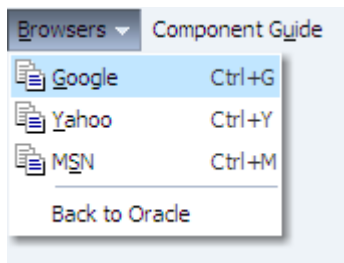 Browsers Component Guide
Google Ctrl+G
Yahoo Ctrl+Y
MSN Ctrl+M
Back to Oracle